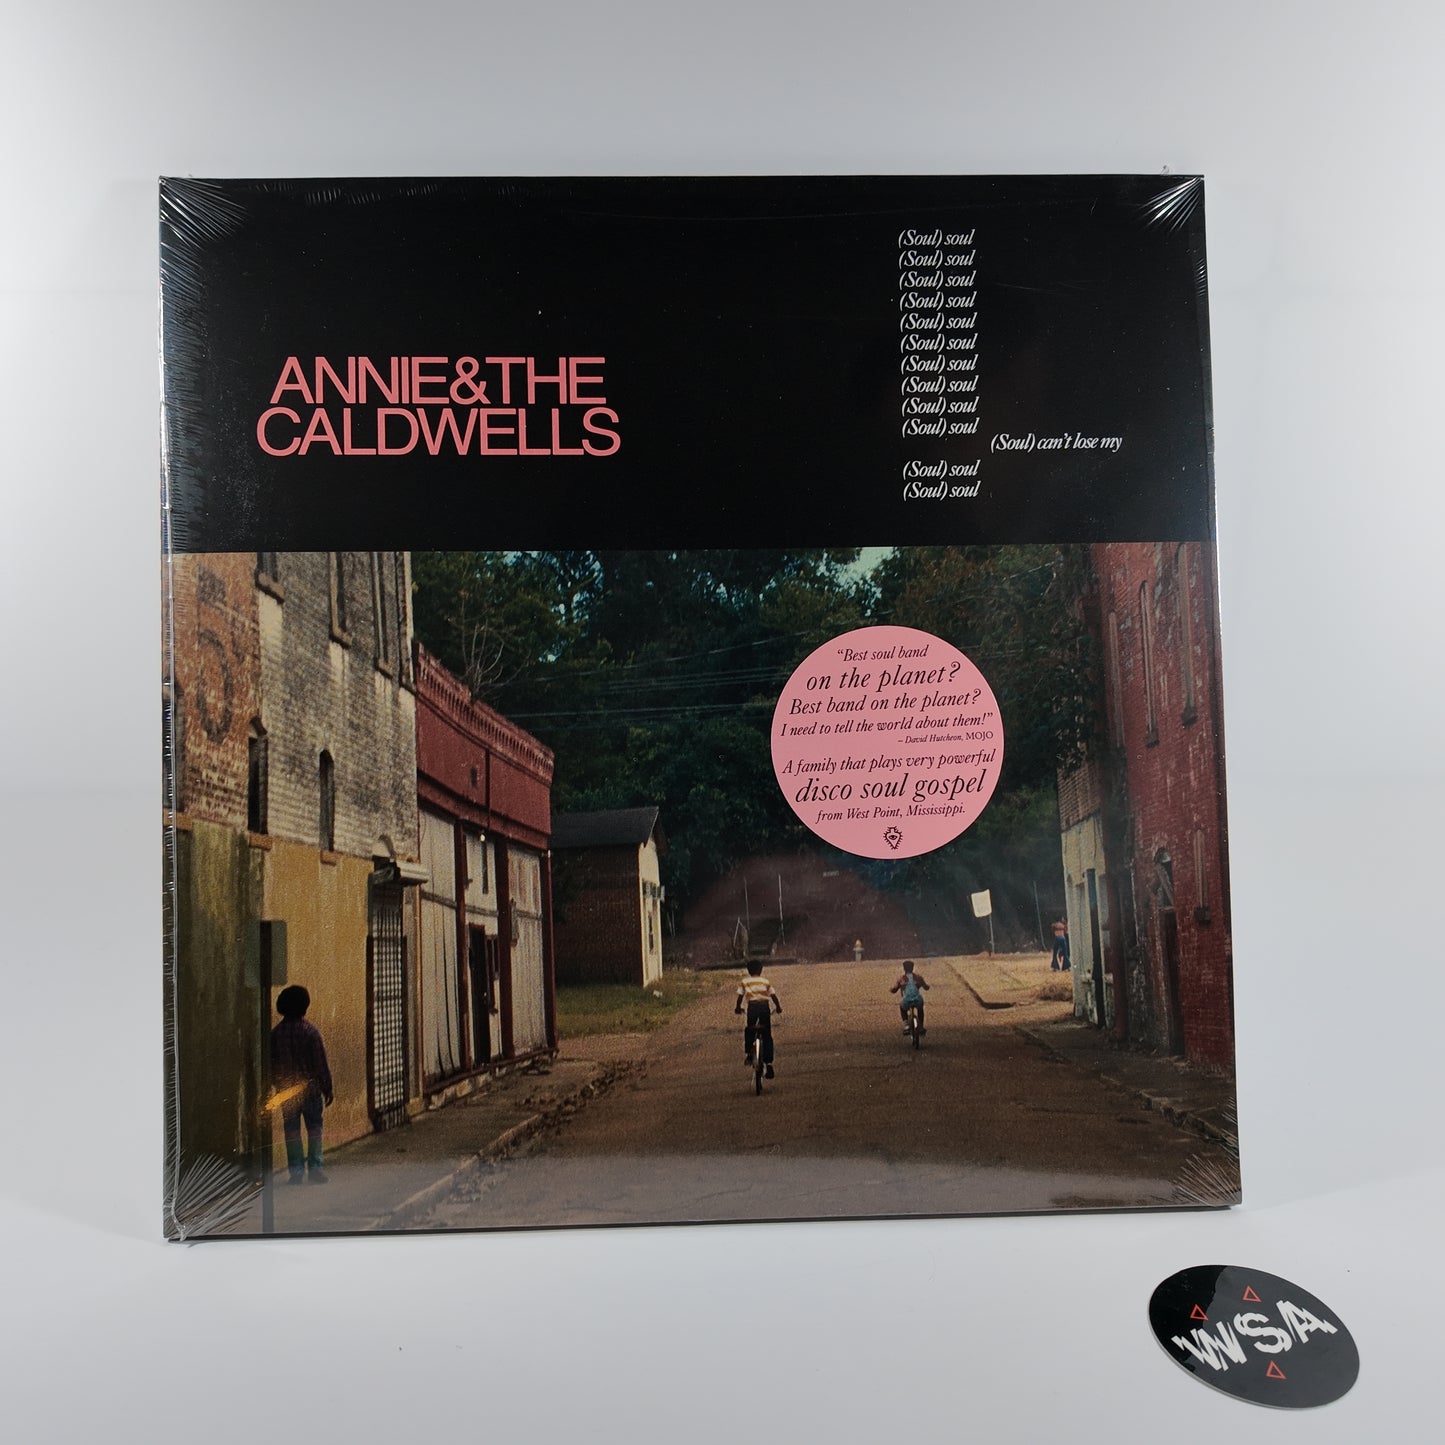 ANNIE&THE
CALDWELLS
(Soul) soul
(Soul) soul
(Soul) soul
(Soul) soul
(Soul) soul
(Soul) soul
(Soul) soul
(Soul) soul
(Soul) soul
(Soul) soul
(Soul) can't lose my
(Soul) soul
(Soul) soul
“Best soul band
on the planet?
Best band on the planet?
I need to tell the world about them!”
– David Hutcheon, MOJO
A family that plays very powerful
disco soul gospel
from West Point, Mississippi.